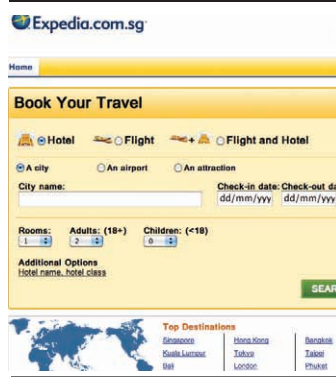 Expedia.com.sg
Home
Book Your Travel
Hotel Flight + Flight and Hotel
A city An airport An attraction
City name: Check-in date: Check-out da
dd/mm/yyy dd/mm/yyy
Rooms: Adults: (18+) Children: (<18)
1 2 0
Additional Options
Hotel name, hotel class
SEAR
Top Destinations
Singapore Hong Kong Bangkok
Kuala Lumpur Tokyo Taipei
Bali London Phuket